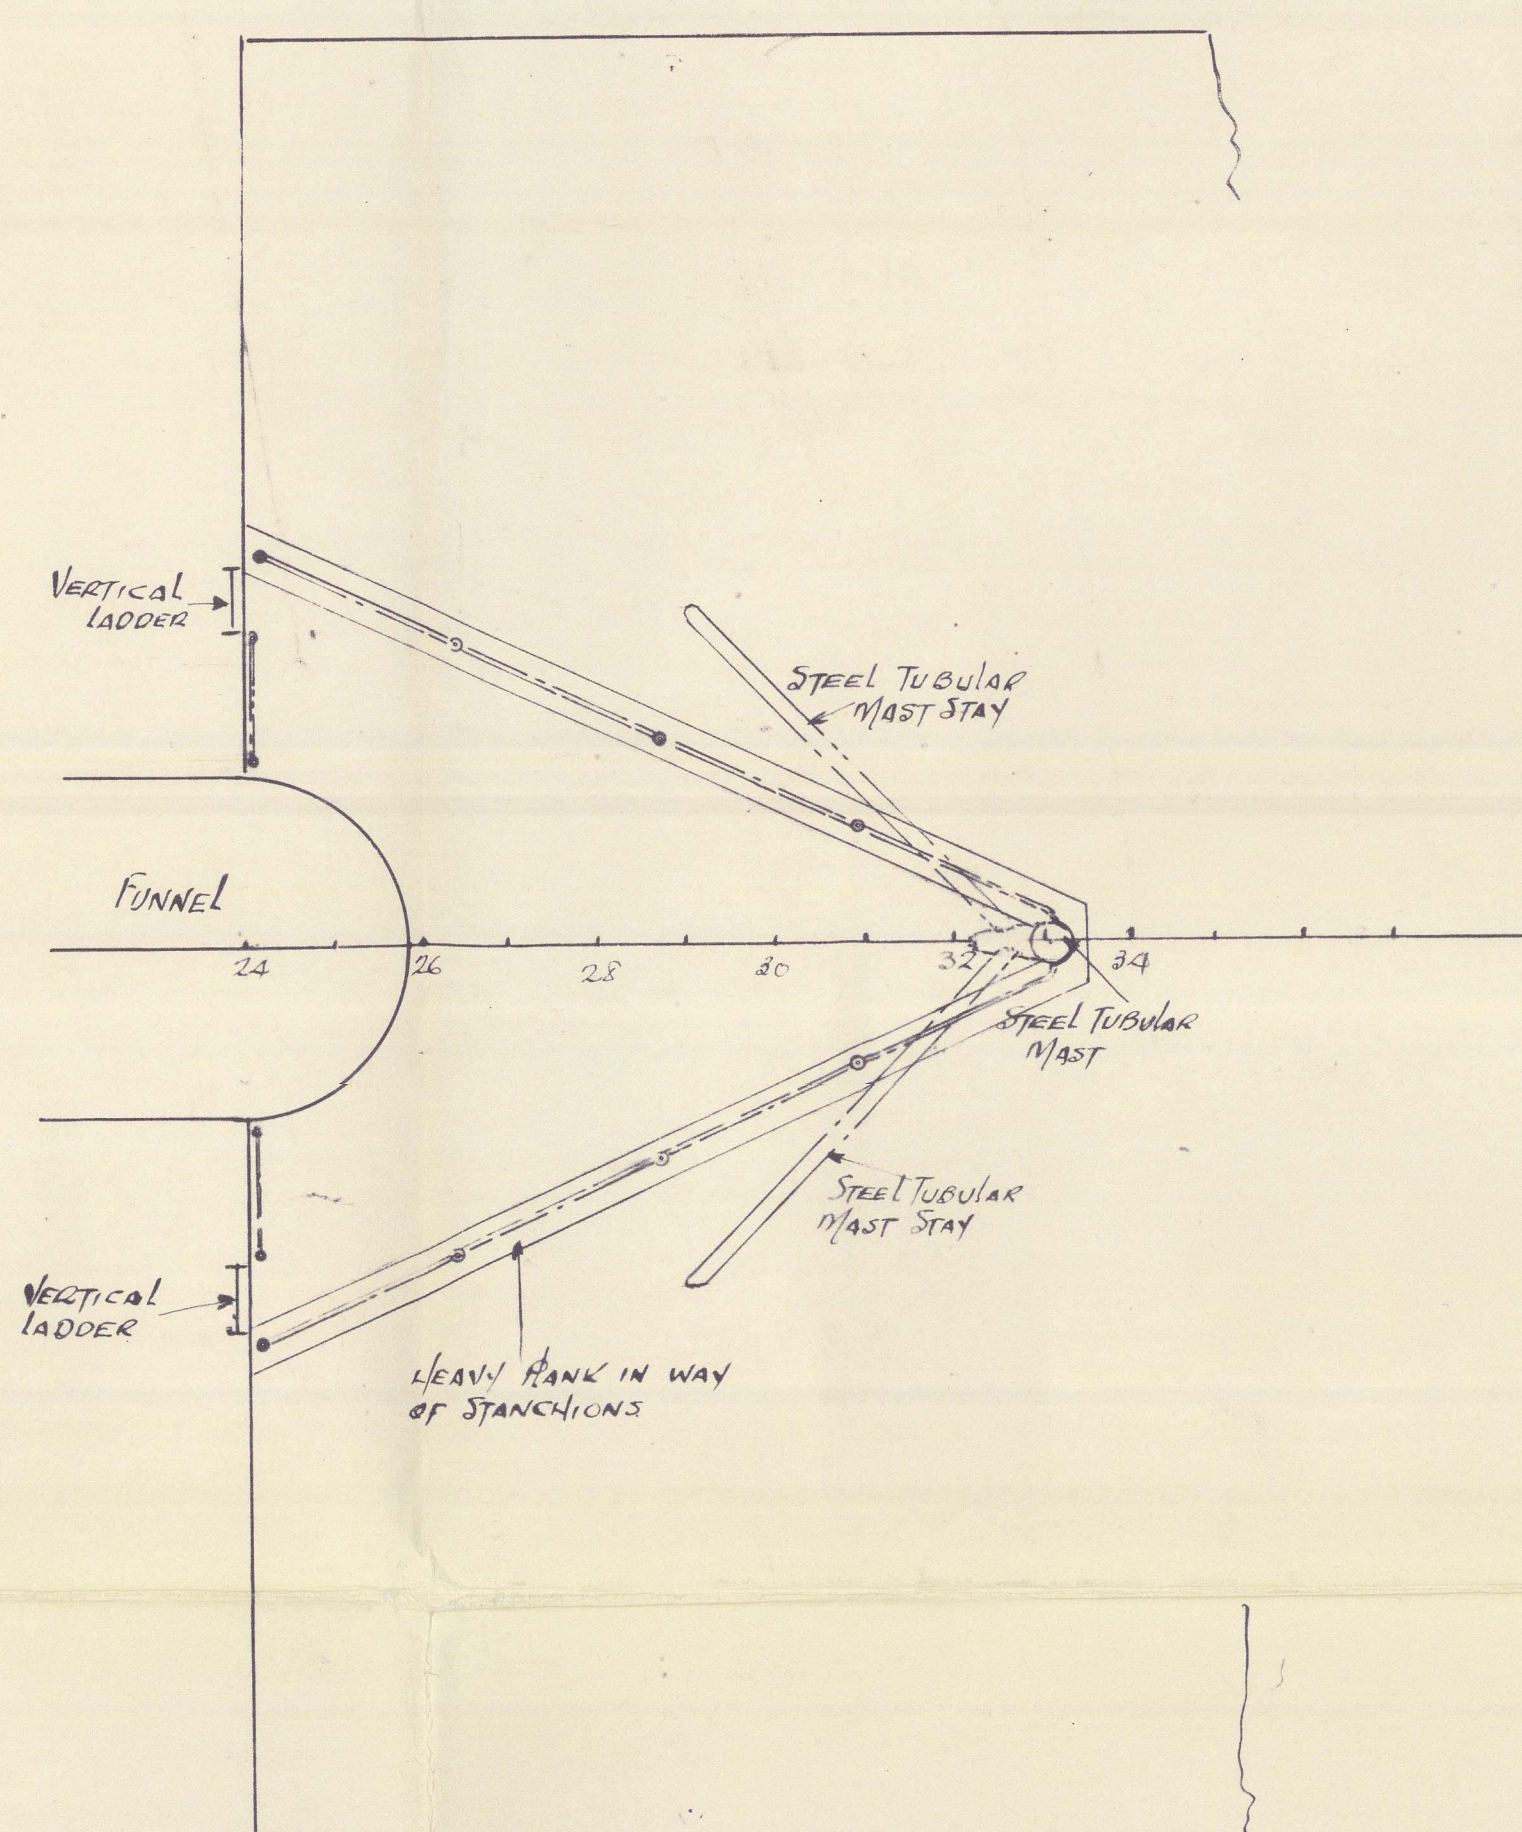 VERTICAL
LADDER
STEEL TUBULAR
MAST STAY
FUNNEL
24 26 28 30 32 34
STEEL TUBULAR
MAST
STEEL TUBULAR
MAST STAY
VERTICAL
LADDER
HEAVY PLANK IN WAY
OF STANCHIONS